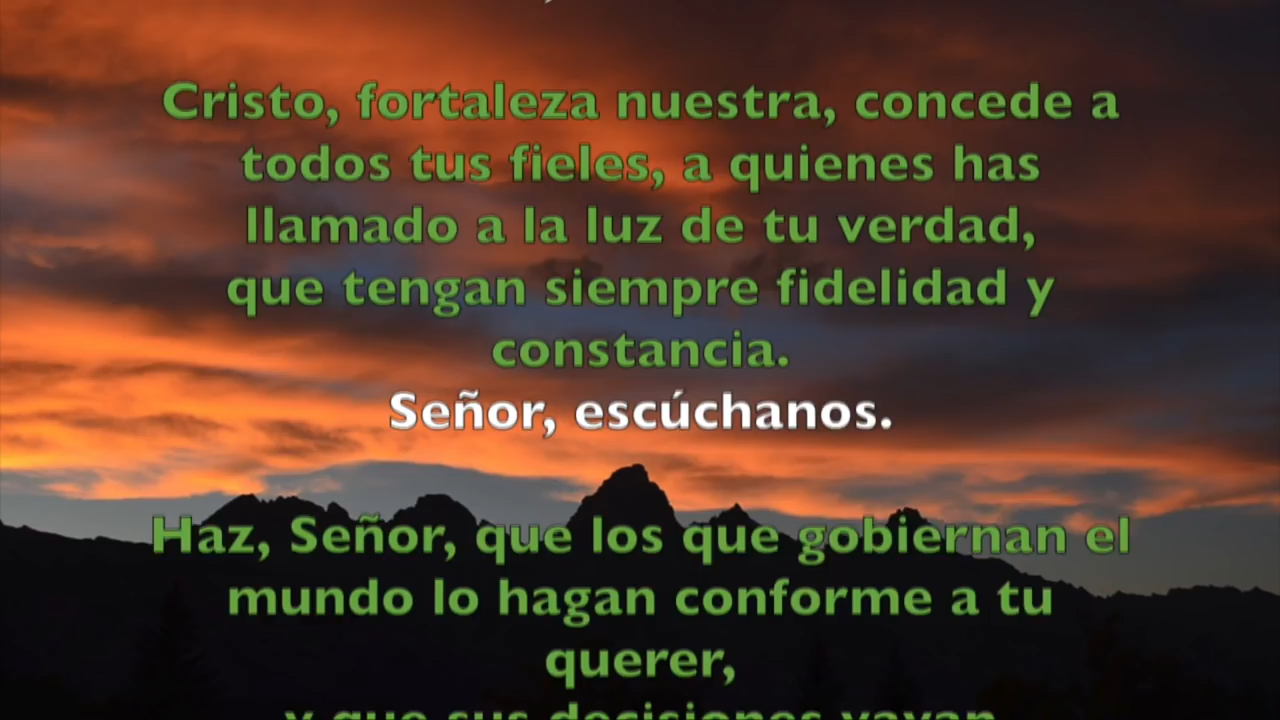 Cristo, fortaleza nuestra, concede a
todos tus fieles, a quienes has
llamado a la luz de tu verdad,
que tengan siempre fidelidad y
constancia.
Señor, escúchanos.
Haz, Señor, que los que gobiernan el
mundo lo hagan conforme a tu
querer,
y que sus decisiones vayan